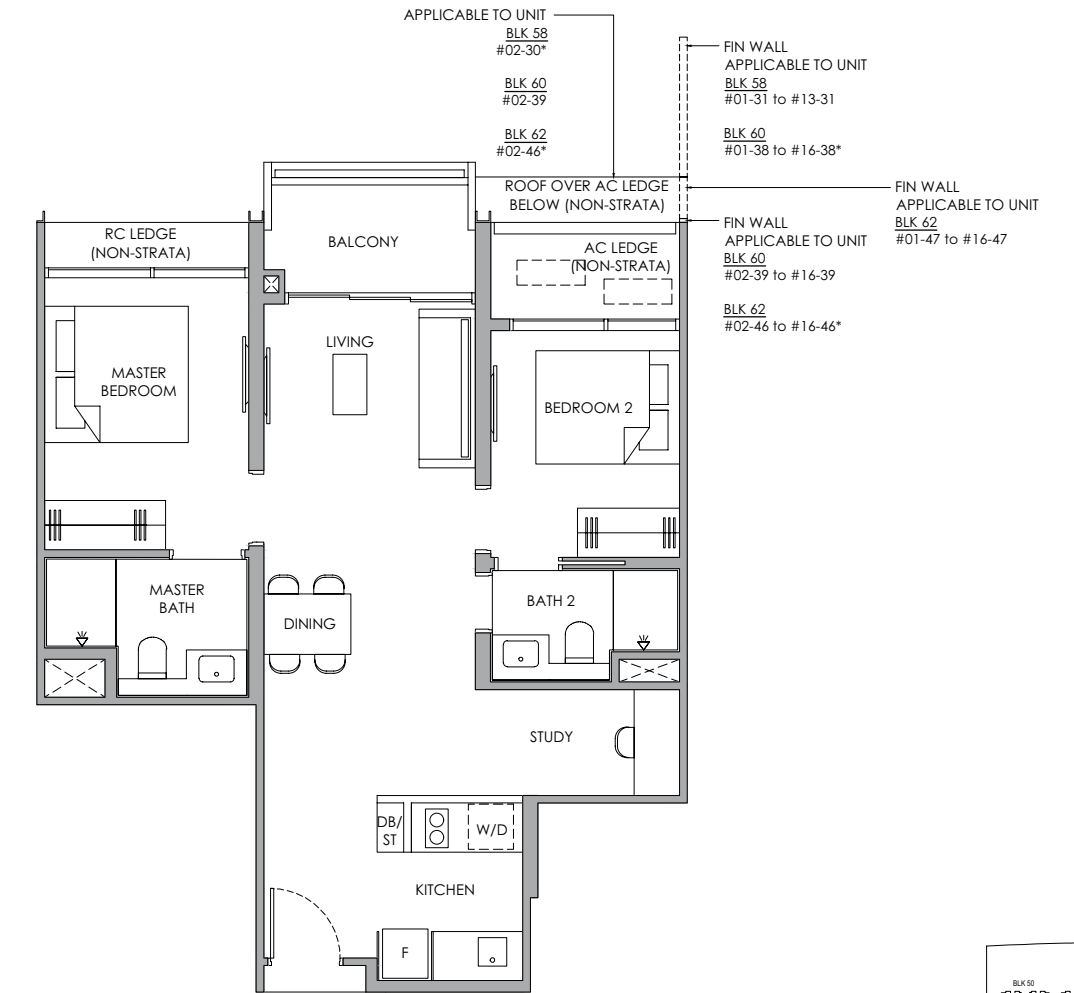 APPLICABLE TO UNIT
BLK 58
#02-30*
BLK 60
#02-39
BLK 62
#02-46*
FIN WALL
APPLICABLE TO UNIT
BLK 58
#01-31 to #13-31
BLK 60
#01-38 to #16-38*
FIN WALL
APPLICABLE TO UNIT
BLK 62
#01-47 to #16-47
FIN WALL
APPLICABLE TO UNIT
BLK 60
#02-39 to #16-39
BLK 62
#02-46 to #16-46*
ROOF OVER AC LEDGE
BELOW (NON-STRATA)
RC LEDGE
(NON-STRATA)
BALCONY
AC LEDGE
(NON-STRATA)
LIVING
MASTER
BEDROOM
BEDROOM 2
MASTER
BATH
BATH 2
DINING
STUDY
DB/
ST
W/D
KITCHEN
F
BLK 50